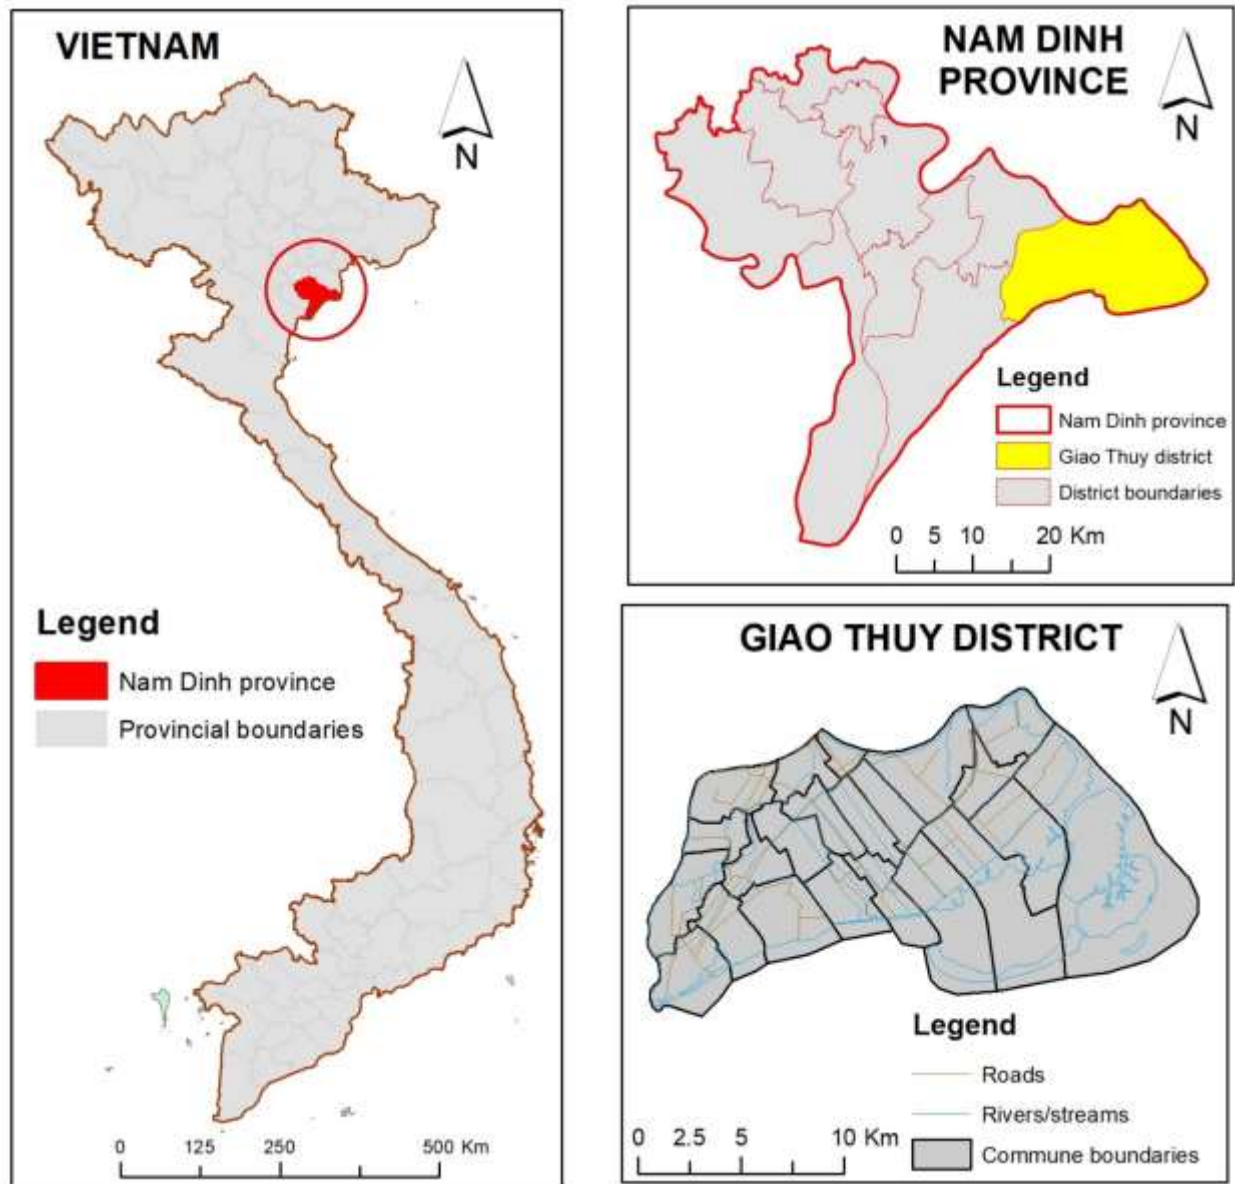 VIETNAM
N
Legend
Nam Dinh province
Provincial boundaries
0 125 250 500 Km
NAM DINH
PROVINCE
N
Legend
Nam Dinh province
Giao Thuy district
District boundaries
0 5 10 20 Km
GIAO THUY DISTRICT
N
Legend
Roads
Rivers/streams
Commune boundaries
0 2.5 5 10 Km